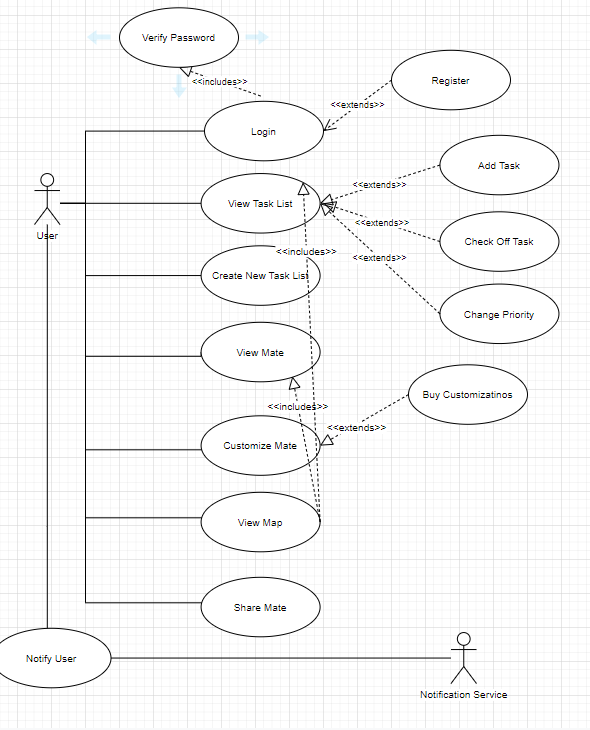 Verify Password
<<includes>>
Register
<<extends>>
Login
Add Task
<<extends>>
User
View Task List
<<extends>>
Check Off Task
<<includes>>
<<extends>>
Create New Task List
Change Priority
View Mate
Buy Customizatinos
<<includes>>
<<extends>>
Customize Mate
View Map
Share Mate
Notify User
Notification Service